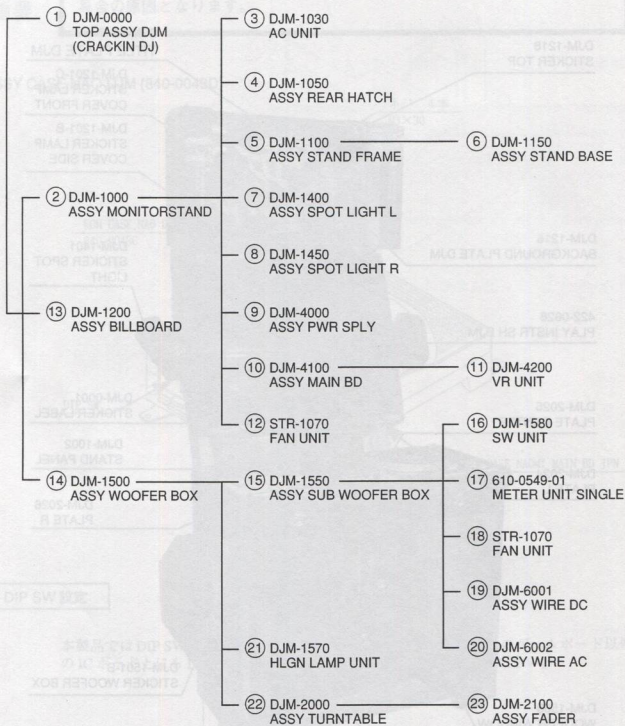 ① DJM-0000
TOP ASSY DJM
(CRACKIN DJ)
② DJM-1000
ASSY MONITORSTAND
⑬ DJM-1200
ASSY BILLBOARD
⑭ DJM-1500
ASSY WOOFER BOX
③ DJM-1030
AC UNIT
④ DJM-1050
ASSY REAR HATCH
⑤ DJM-1100
ASSY STAND FRAME
⑥ DJM-1150
ASSY STAND BASE
⑦ DJM-1400
ASSY SPOT LIGHT L
⑧ DJM-1450
ASSY SPOT LIGHT R
⑨ DJM-4000
ASSY PWR SPLY
⑩ DJM-4100
ASSY MAIN BD
⑪ DJM-4200
VR UNIT
⑫ STR-1070
FAN UNIT
⑮ DJM-1550
ASSY SUB WOOFER BOX
⑯ DJM-1580
SW UNIT
⑰ 610-0549-01
METER UNIT SINGLE
⑱ STR-1070
FAN UNIT
⑲ DJM-6001
ASSY WIRE DC
⑳ DJM-6002
ASSY WIRE AC
㉑ DJM-1570
HLGN LAMP UNIT
㉒ DJM-2000
ASSY TURNTABLE
㉓ DJM-2100
ASSY FADER